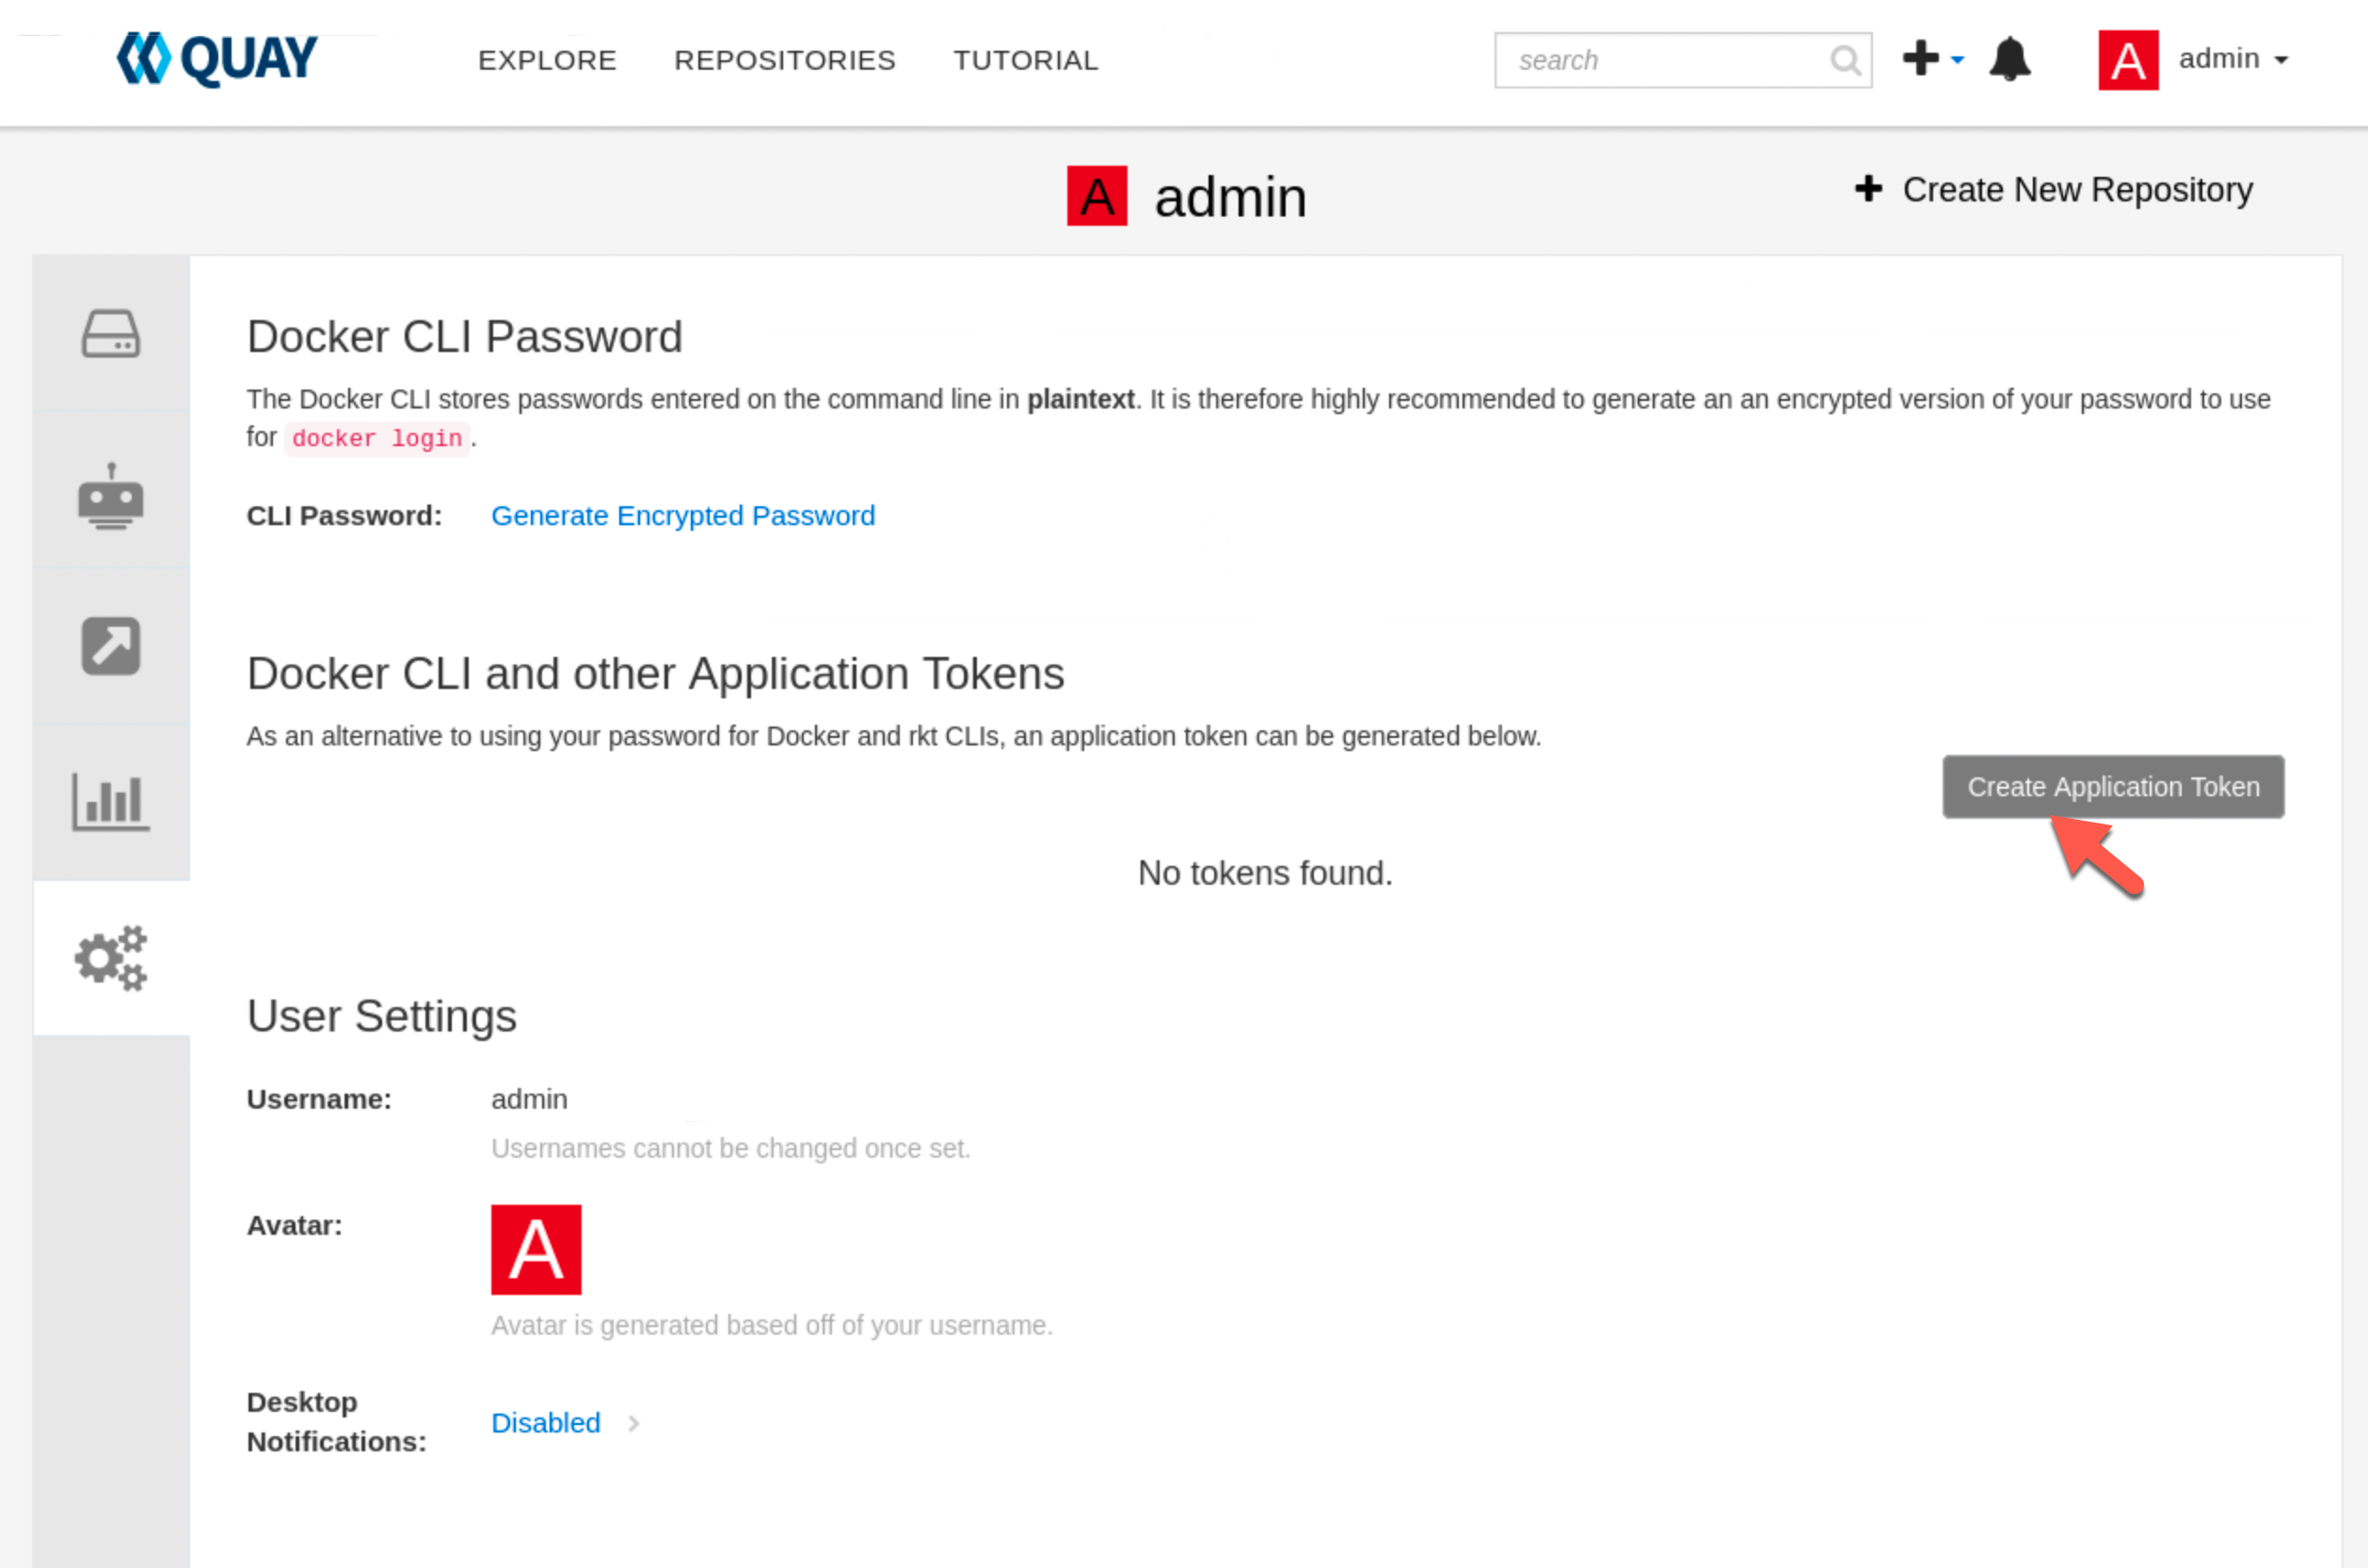 QUAY EXPLORE REPOSITORIES TUTORIAL search A admin
A admin Create New Repository
Docker CLI Password
The Docker CLI stores passwords entered on the command line in plaintext. It is therefore highly recommended to generate an an encrypted version of your password to use
for docker login.
CLI Password: Generate Encrypted Password
Docker CLI and other Application Tokens
As an alternative to using your password for Docker and rkt CLIs, an application token can be generated below.
Create Application Token
No tokens found.
User Settings
Username: admin
Usernames cannot be changed once set.
Avatar: A
Avatar is generated based off of your username.
Desktop
Notifications: Disabled